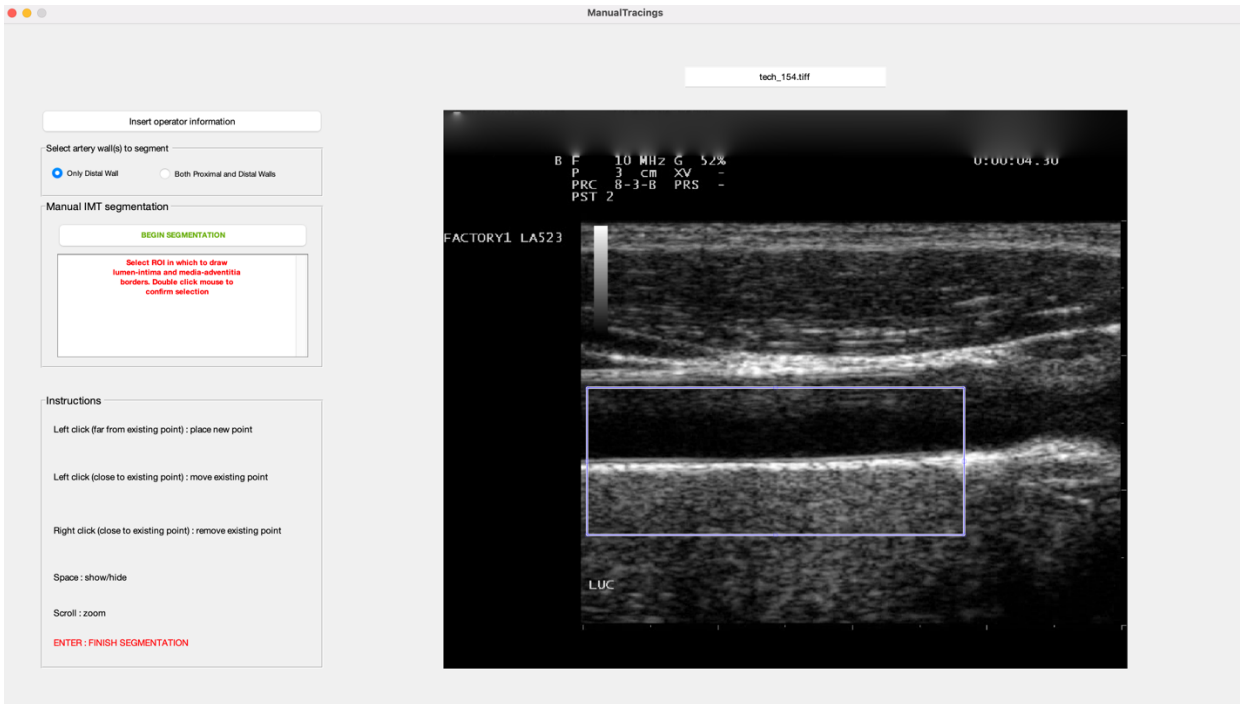 ManualTracings
tech_154.tiff
Insert operator information
Select artery wall(s) to segment
Only Distal Wall
Both Proximal and Distal Walls
Manual IMT segmentation
BEGIN SEGMENTATION
Select ROI in which to draw
lumen-intima and media-adventitia
borders. Double click mouse to
confirm selection
Instructions
Left click (far from existing point) : place new point
Left click (close to existing point) : move existing point
Right click (close to existing point) : remove existing point
Space : show/hide
Scroll : zoom
ENTER : FINISH SEGMENTATION
B F 10 MHz G 52% 0:00:04.30
P 3 cm XV -
PRC 8-3-B PRS -
PST 2
FACTORY1 LA523
LUC